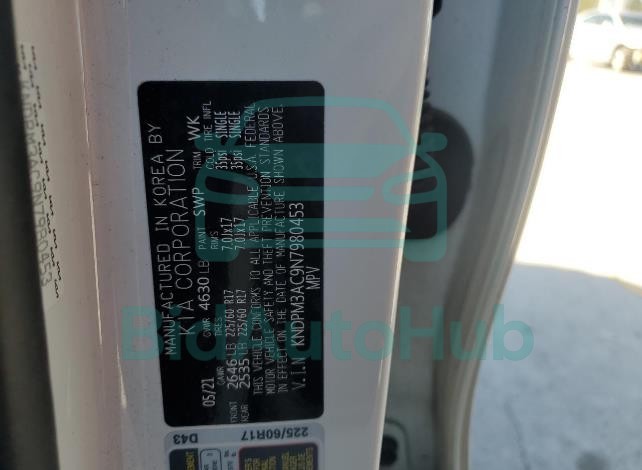 MANUFACTURED IN KOREA BY
KIA CORPORATION
05/21 GVWR 4630 LB PAINT SWP TRIM WK
GAWR TIRES RIMS COLD TIRE INFL
FRONT 2646 LB 225/60 R17 7.0Jx17 35psi SINGLE
REAR 2535 LB 225/60 R17 7.0Jx17 35psi SINGLE
THIS VEHICLE CONFORMS TO ALL APPLICABLE U.S.A. FEDERAL
MOTOR VEHICLE SAFETY AND THEFT PREVENTION STANDARDS
IN EFFECT ON THE DATE OF MANUFACTURE SHOWN ABOVE.
V.I.N. KNDPM3AC9N7980453
MPV
D43
225/60R17
BidAutoHub